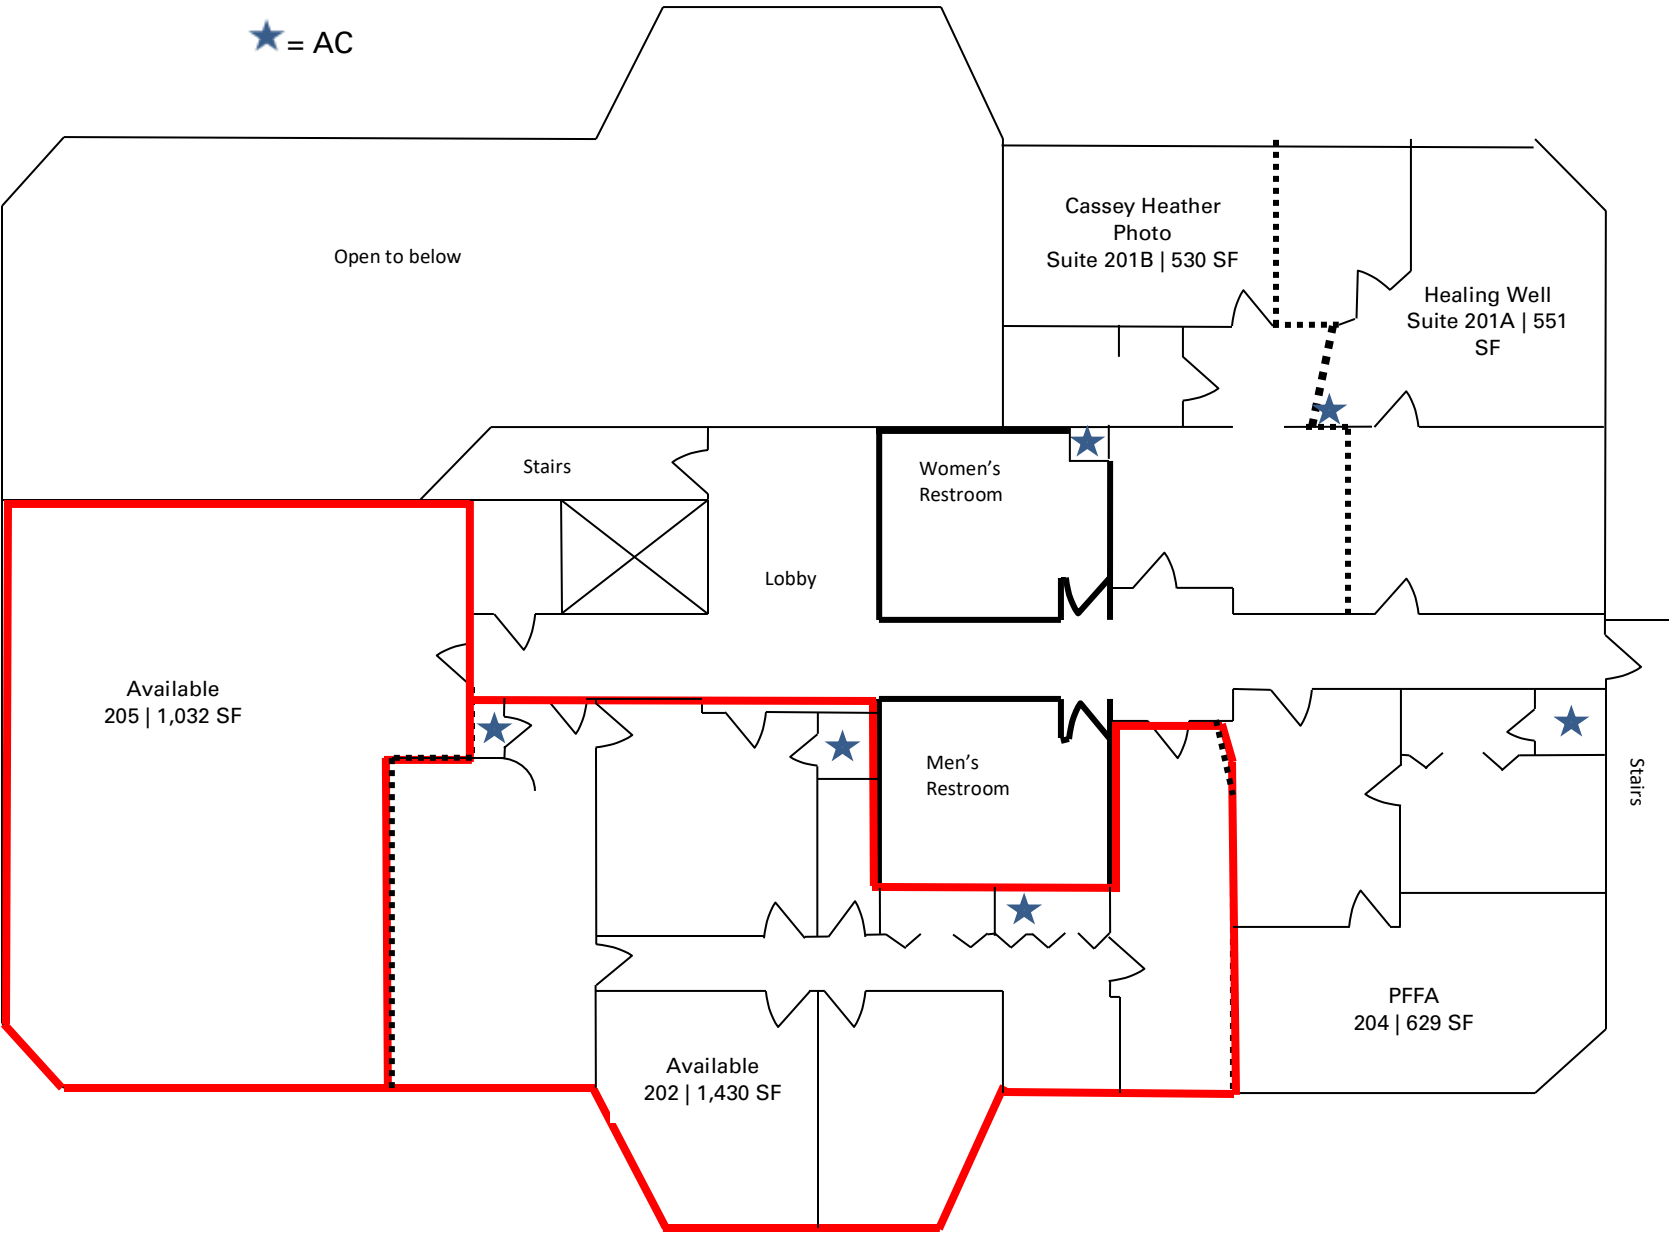 = AC
Cassey Heather
Photo
Suite 201B | 530 SF
Open to below
Healing Well
Suite 201A | 551
SF
Stairs
Women's
Restroom
Lobby
Available
205 | 1,032 SF
Men's
Restroom
Stairs
PFFA
204 | 629 SF
Available
202 | 1,430 SF